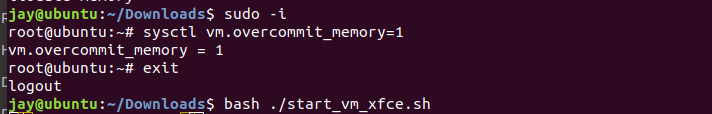 jay@ubuntu:~/Downloads$ sudo -i
root@ubuntu:~# sysctl vm.overcommit_memory=1
vm.overcommit_memory = 1
root@ubuntu:~# exit
logout
jay@ubuntu:~/Downloads$ bash ./start_vm_xfce.sh